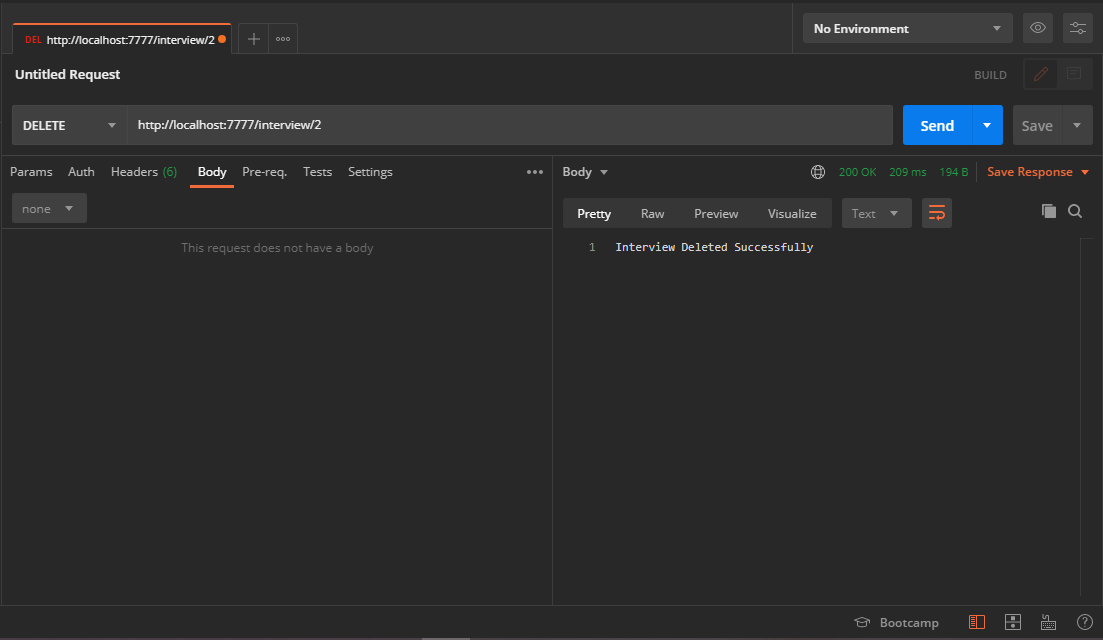 DEL http://localhost:7777/interview/2
No Environment
Untitled Request
BUILD
DELETE http://localhost:7777/interview/2
Send
Save
Params Auth Headers (6) Body Pre-req. Tests Settings
Body
200 OK 209 ms 194 B
Save Response
none
Pretty Raw Preview Visualize Text
This request does not have a body
1 Interview Deleted Successfully
Bootcamp